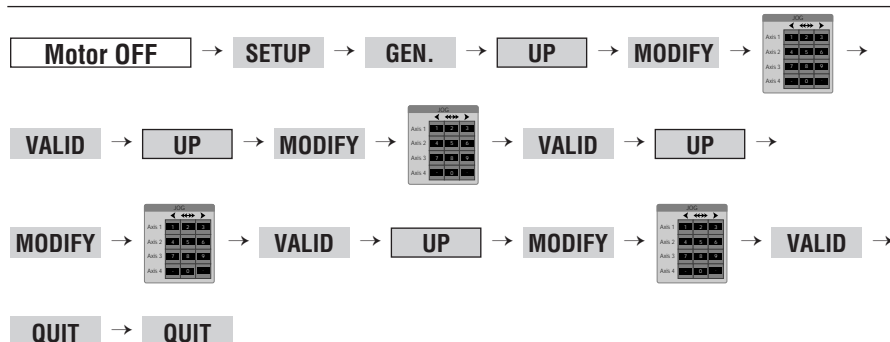 Motor OFF SETUP GEN. UP MODIFY
JOG
Axis 1 1 2 3
Axis 2 4 5 6
Axis 3 7 8 9
Axis 4 - 0
VALID UP MODIFY
JOG
Axis 1 1 2 3
Axis 2 4 5 6
Axis 3 7 8 9
Axis 4 - 0
VALID UP
MODIFY
JOG
Axis 1 1 2 3
Axis 2 4 5 6
Axis 3 7 8 9
Axis 4 - 0
VALID UP MODIFY
JOG
Axis 1 1 2 3
Axis 2 4 5 6
Axis 3 7 8 9
Axis 4 - 0
VALID
QUIT QUIT